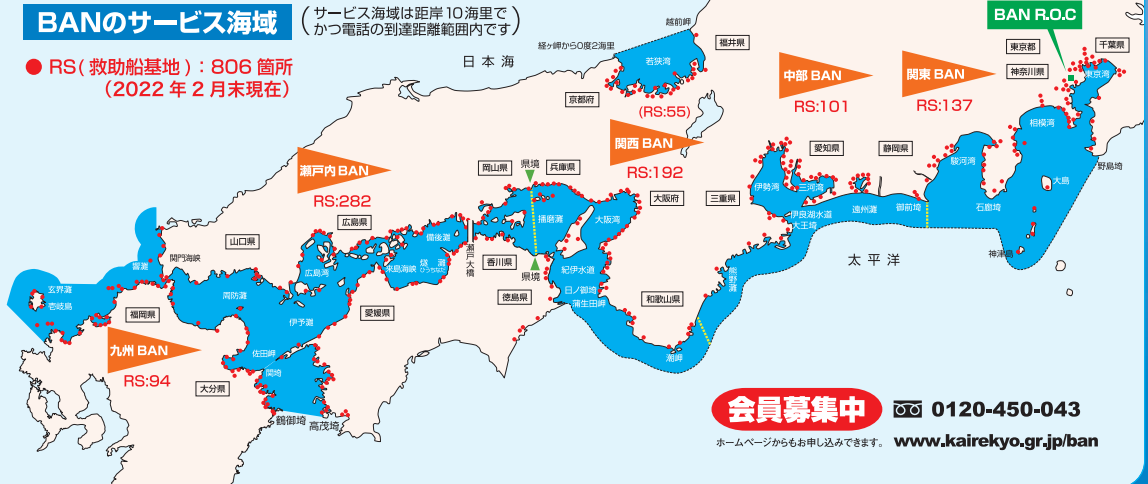 BANのサービス海域
サービス海域は距岸10海里で
かつ電話の到達距離範囲内です
● RS(救助船基地)：806箇所
（2022年2月末現在）
日本海
経ヶ岬から0度2海里
越前岬
福井県
若狭湾
京都府
(RS:55)
BAN R.O.C
東京都
千葉県
神奈川県
東京湾
中部 BAN
RS:101
関東 BAN
RS:137
相模湾
野島埼
大島
石廊埼
神津島
駿河湾
静岡県
愛知県
御前埼
遠州灘
三河湾
伊勢湾
伊良湖水道
大王埼
三重県
太平洋
熊野灘
関西 BAN
RS:192
大阪府
兵庫県
県境
岡山県
大阪湾
播磨灘
瀬戸内 BAN
RS:282
広島県
備後灘
燧灘
ひうちなだ
来島海峡
瀬戸大橋
香川県
県境
徳島県
紀伊水道
日ノ御埼
蒲生田岬
和歌山県
潮岬
山口県
広島湾
愛媛県
関門海峡
響灘
玄界灘
壱岐島
福岡県
周防灘
伊予灘
佐田岬
関埼
九州 BAN
RS:94
大分県
鶴御埼
高茂埼
会員募集中
0120-450-043
ホームページからもお申し込みできます。
www.kairekyo.gr.jp/ban